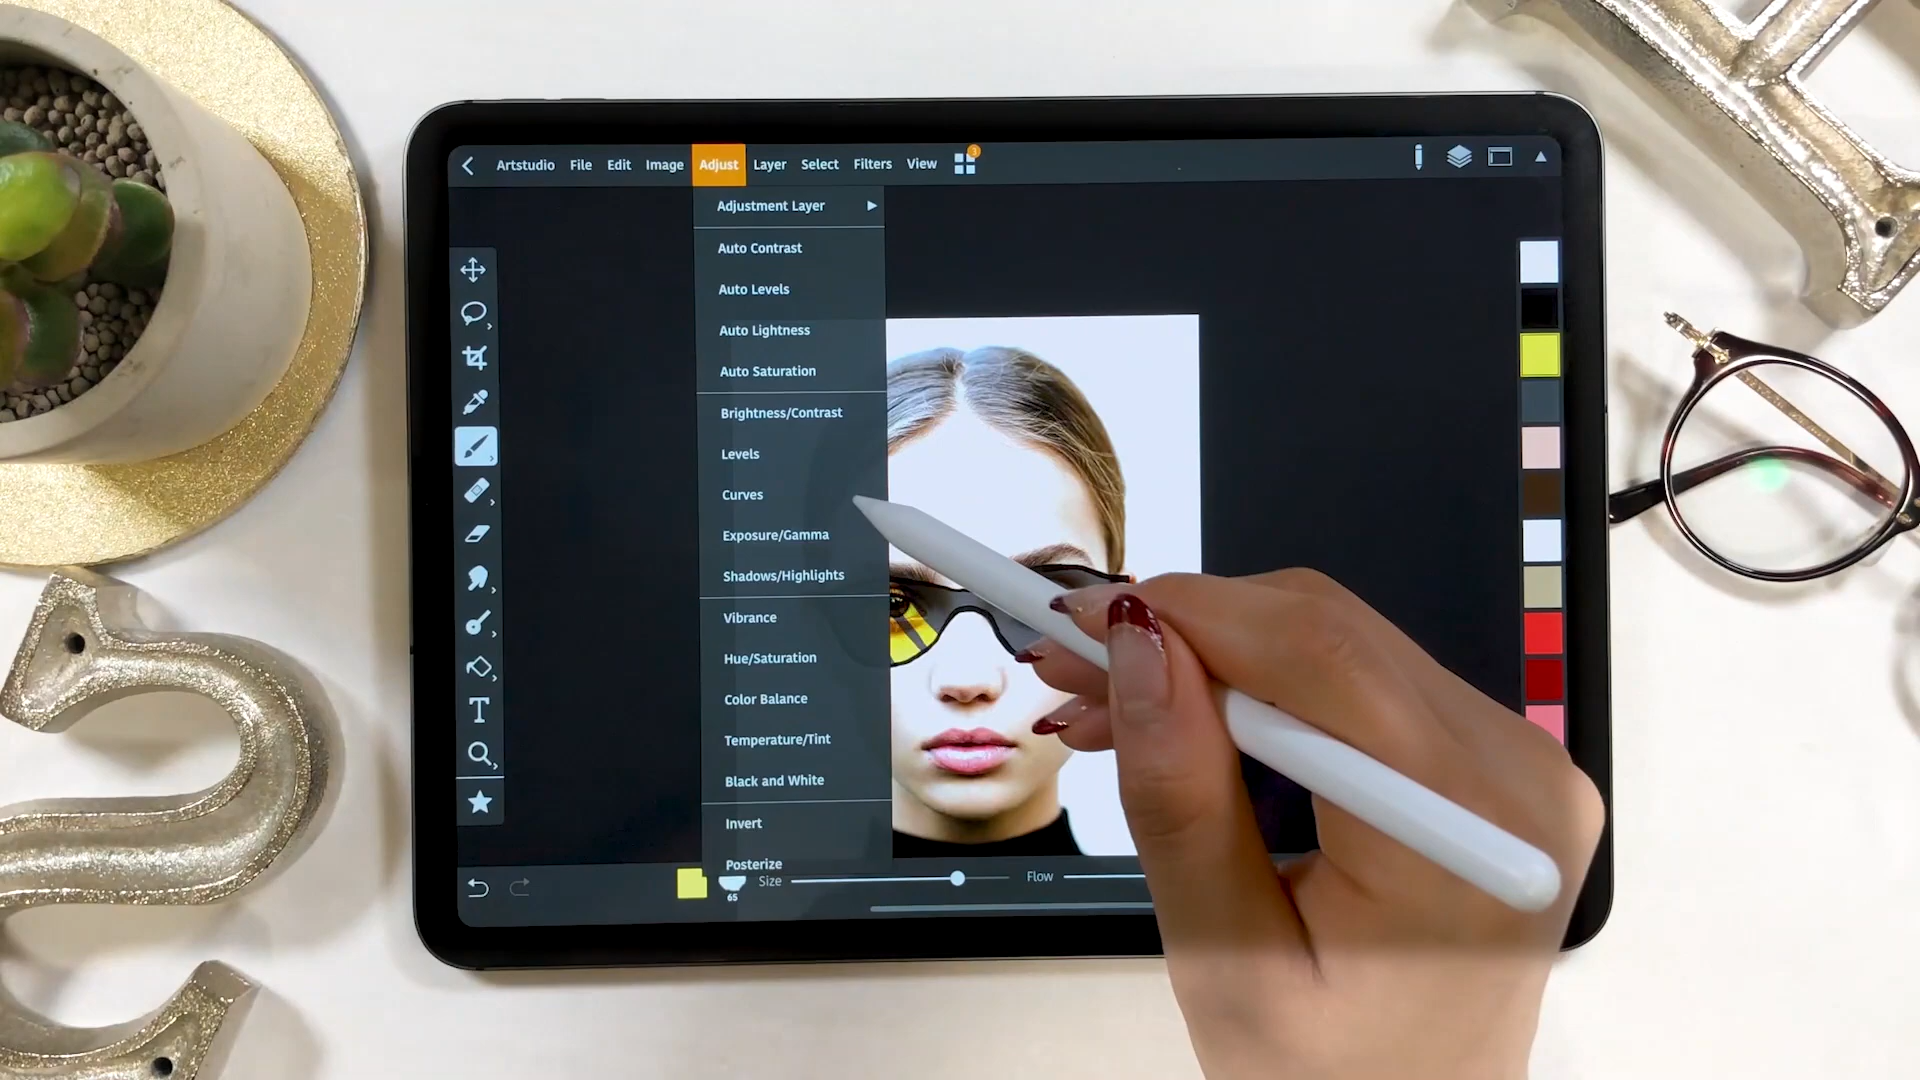 Artstudio File Edit Image Adjust Layer Select Filters View 3
Adjustment Layer
Auto Contrast
Auto Levels
Auto Lightness
Auto Saturation
Brightness/Contrast
Levels
Curves
Exposure/Gamma
Shadows/Highlights
Vibrance
Hue/Saturation
Color Balance
Temperature/Tint
Black and White
Invert
Posterize
T
Size
65
Flow
S